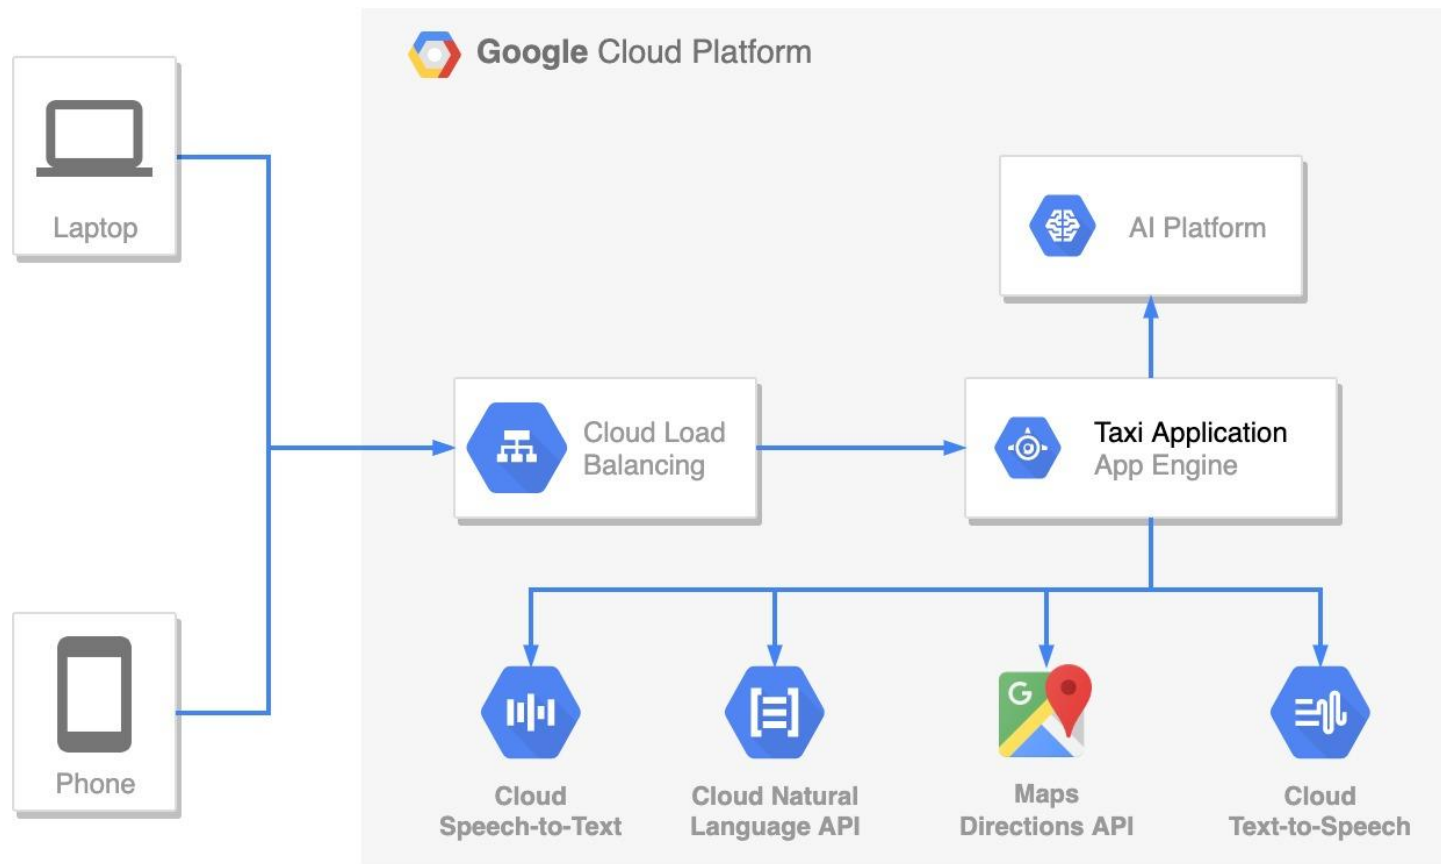 Google Cloud Platform
Laptop
AI Platform
Cloud Load
Balancing
Taxi Application
App Engine
Phone
Cloud
Speech-to-Text
Cloud Natural
Language API
G
Maps
Directions API
Cloud
Text-to-Speech